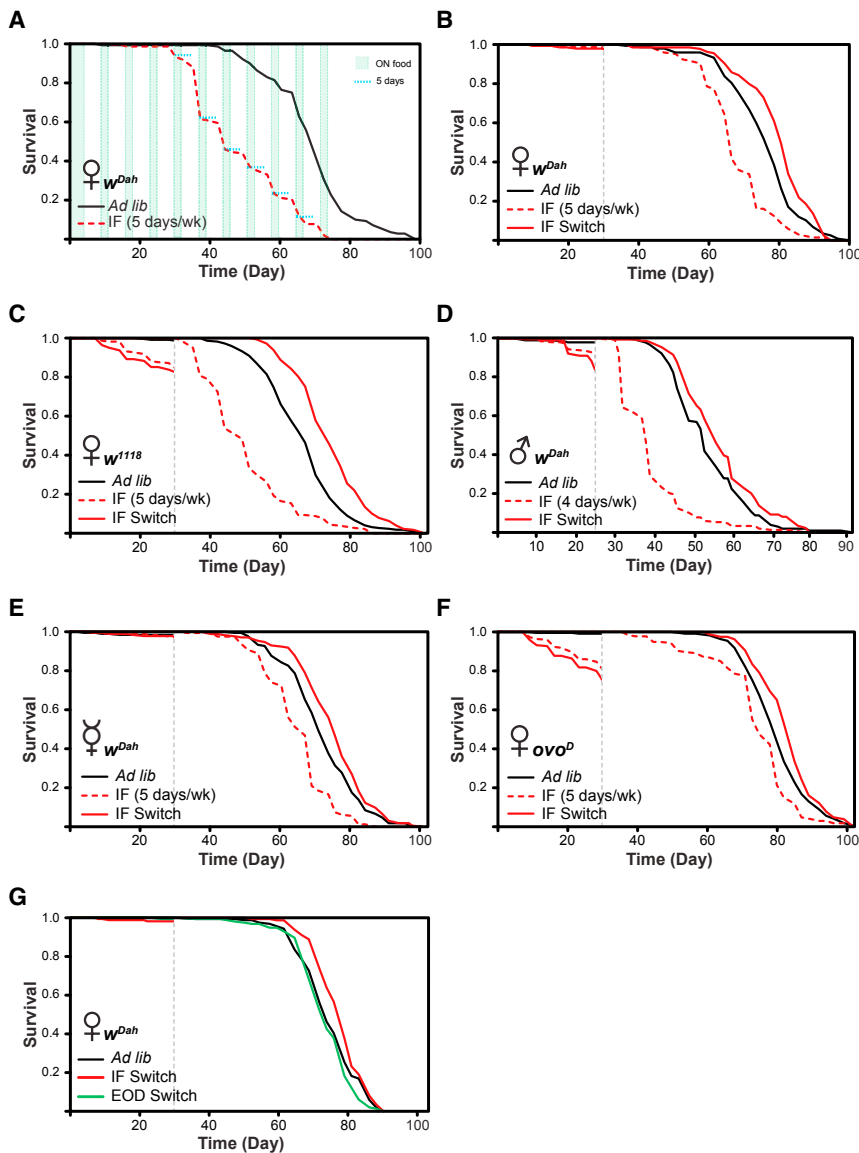 A
Survival
1.0
0.8
0.6
0.4
0.2
ON food
5 days
♀ w^Dah
Ad lib
IF (5 days/wk)
20 40 60 80 100
Time (Day)
B
Survival
1.0
0.8
0.6
0.4
0.2
♀ w^Dah
Ad lib
IF (5 days/wk)
IF Switch
20 40 60 80 100
Time (Day)
C
Survival
1.0
0.8
0.6
0.4
0.2
♀ w^1118
Ad lib
IF (5 days/wk)
IF Switch
20 40 60 80 100
Time (Day)
D
Survival
1.0
0.8
0.6
0.4
0.2
♂ w^Dah
Ad lib
IF (4 days/wk)
IF Switch
10 20 30 40 50 60 70 80 90
Time (Day)
E
Survival
1.0
0.8
0.6
0.4
0.2
☿ w^Dah
Ad lib
IF (5 days/wk)
IF Switch
20 40 60 80 100
Time (Day)
F
Survival
1.0
0.8
0.6
0.4
0.2
♀ ovo^D
Ad lib
IF (5 days/wk)
IF Switch
20 40 60 80 100
Time (Day)
G
Survival
1.0
0.8
0.6
0.4
0.2
♀ w^Dah
Ad lib
IF Switch
EOD Switch
20 40 60 80 100
Time (Day)